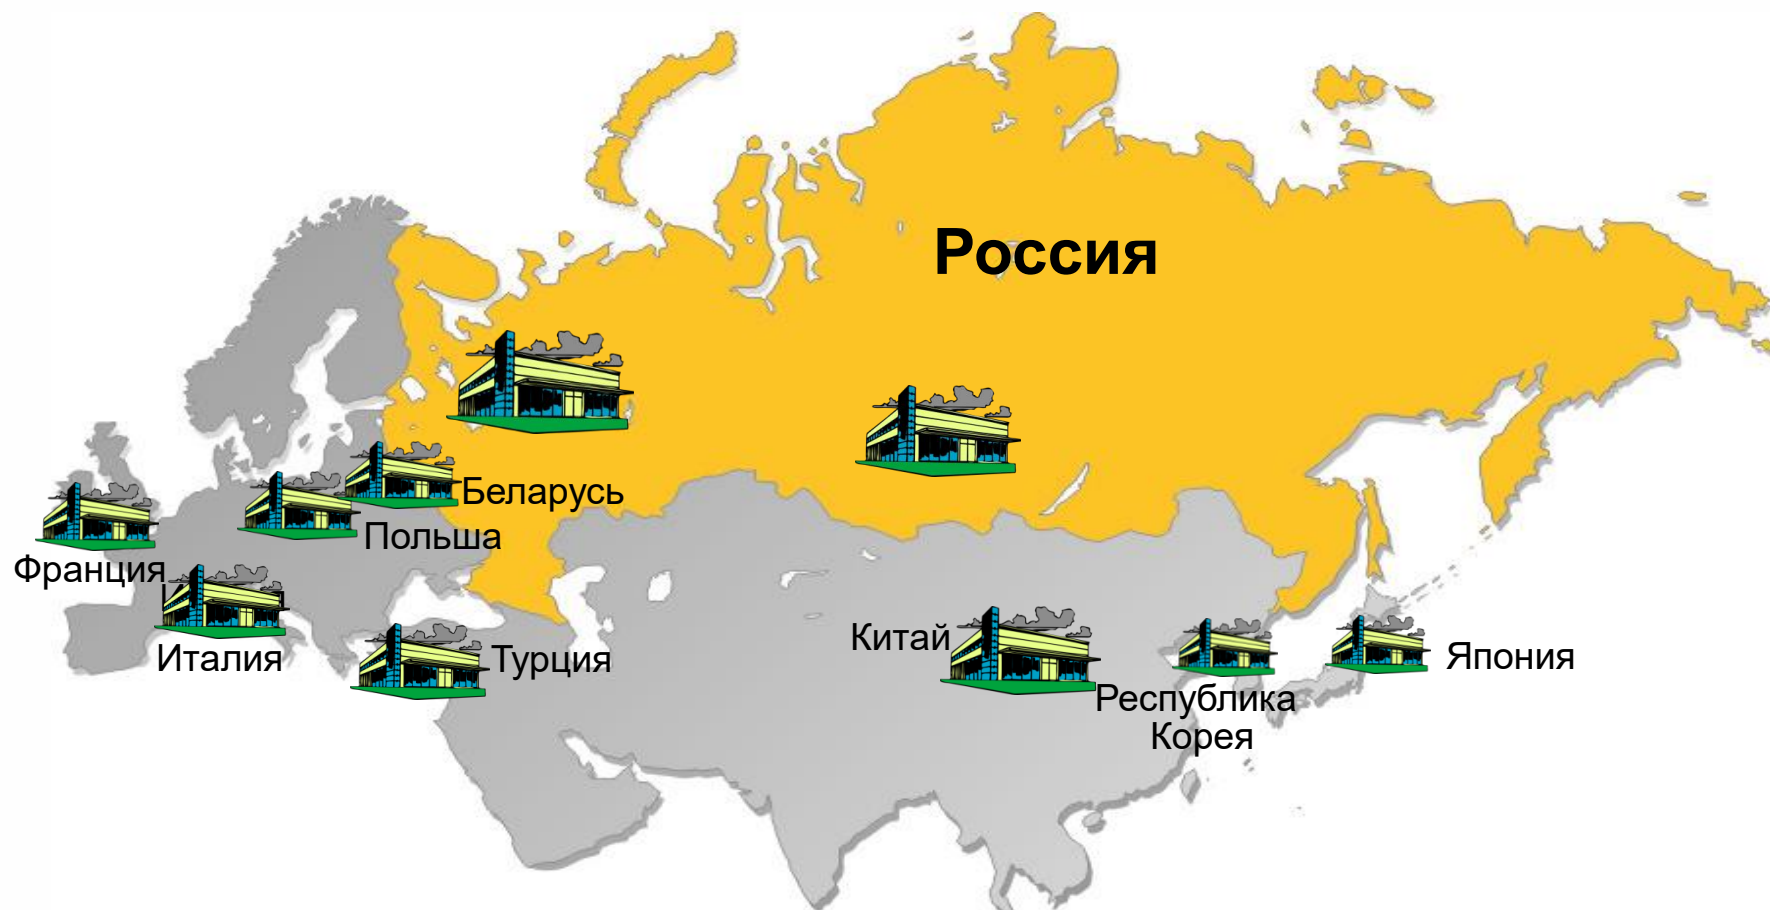 Россия
Беларусь
Польша
Франция
Италия
Турция
Китай
Республика
Корея
Япония